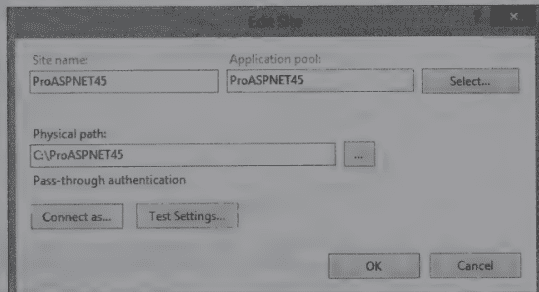 Edit Site
? ×
Site name:
Application pool:
ProASPNET45
ProASPNET45
Select...
Physical path:
C:\ProASPNET45
...
Pass-through authentication
Connect as...
Test Settings...
OK
Cancel